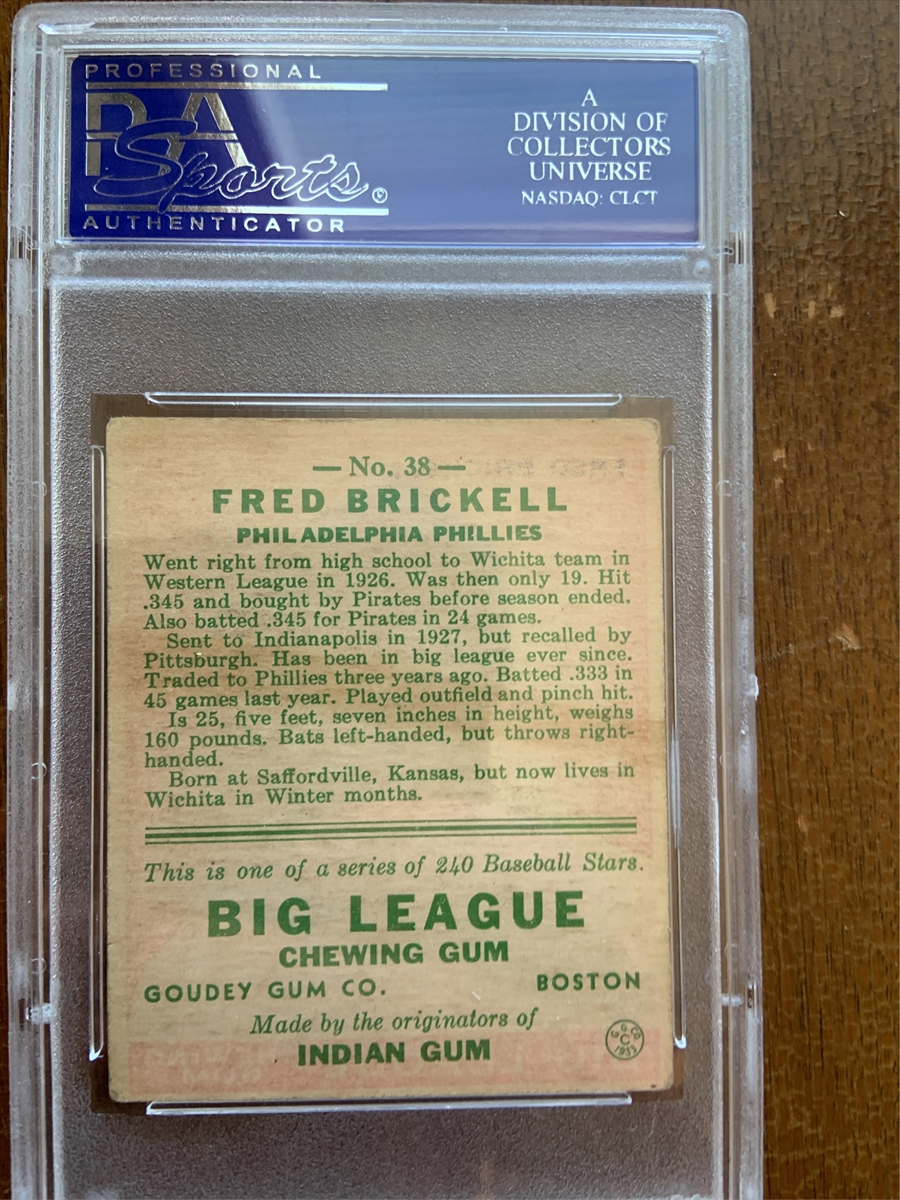 PROFESSIONAL
PSA
Sports
AUTHENTICATOR
A
DIVISION OF
COLLECTORS
UNIVERSE
NASDAQ: CLCT
— No. 38 —
FRED BRICKELL
PHILADELPHIA PHILLIES
Went right from high school to Wichita team in
Western League in 1926. Was then only 19. Hit
.345 and bought by Pirates before season ended.
Also batted .345 for Pirates in 24 games.
Sent to Indianapolis in 1927, but recalled by
Pittsburgh. Has been in big league ever since.
Traded to Phillies three years ago. Batted .333 in
45 games last year. Played outfield and pinch hit.
Is 25, five feet, seven inches in height, weighs
160 pounds. Bats left-handed, but throws right-
handed.
Born at Saffordville, Kansas, but now lives in
Wichita in Winter months.
This is one of a series of 240 Baseball Stars.
BIG LEAGUE
CHEWING GUM
GOUDEY GUM CO. BOSTON
Made by the originators of
INDIAN GUM
G.G.CO.
C
1933